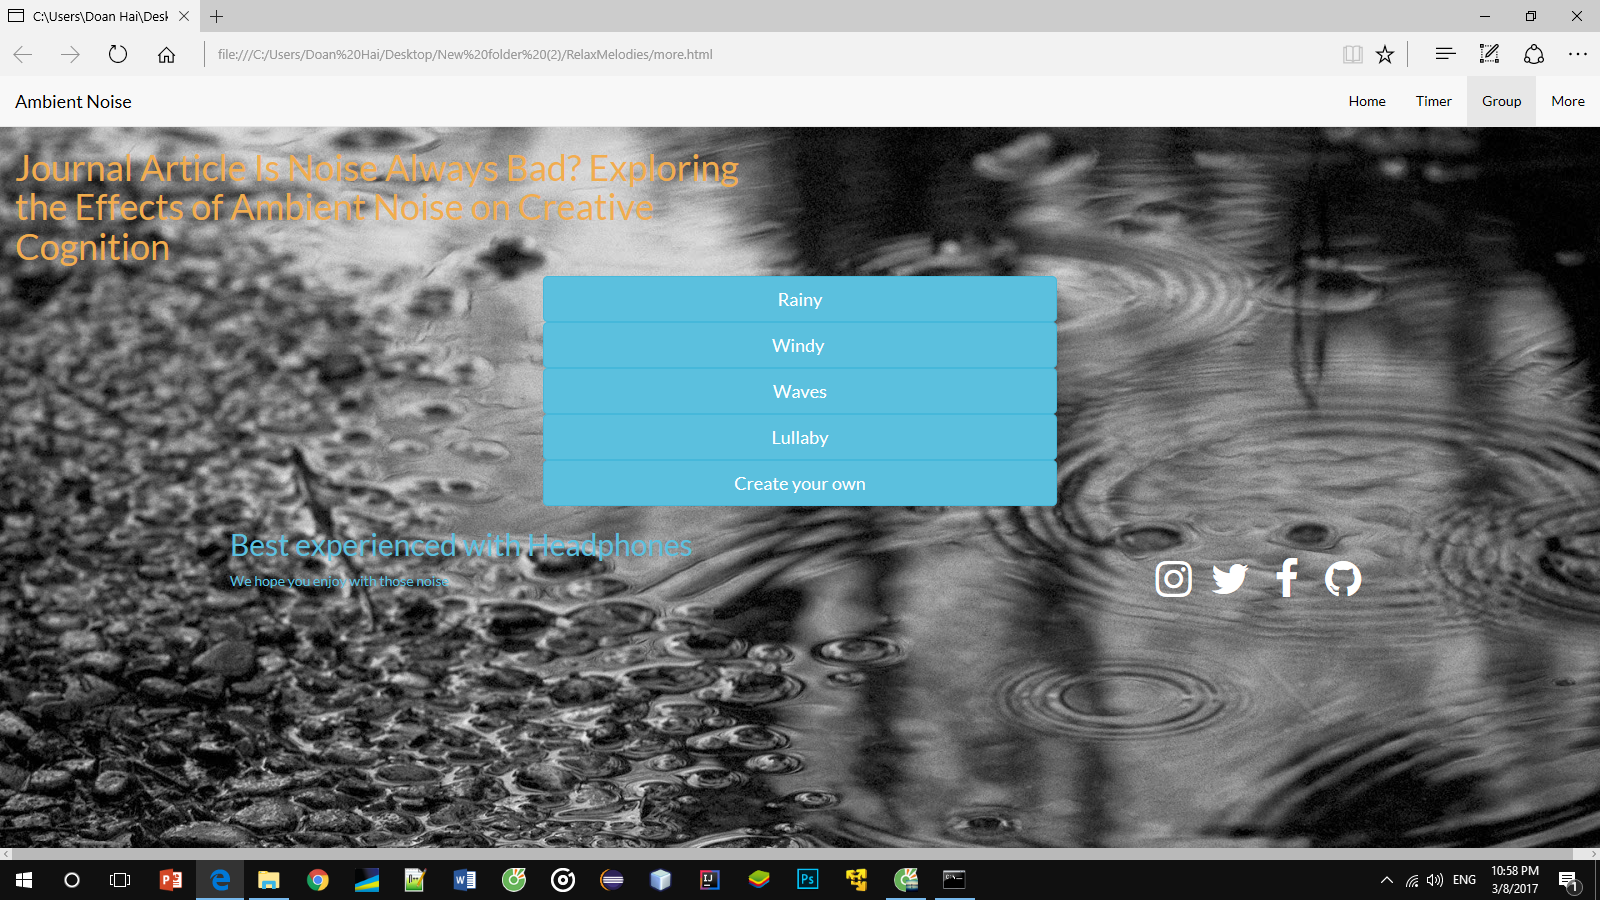 C:\Users\Doan Hai\Desk
file:///C:/Users/Doan%20Hai/Desktop/New%20folder%20(2)/RelaxMelodies/more.html
Ambient Noise
Home
Timer
Group
More
Journal Article Is Noise Always Bad? Exploring
the Effects of Ambient Noise on Creative
Cognition
Rainy
Windy
Waves
Lullaby
Create your own
Best experienced with Headphones
We hope you enjoy with those noise
ENG
10:58 PM
3/8/2017
1